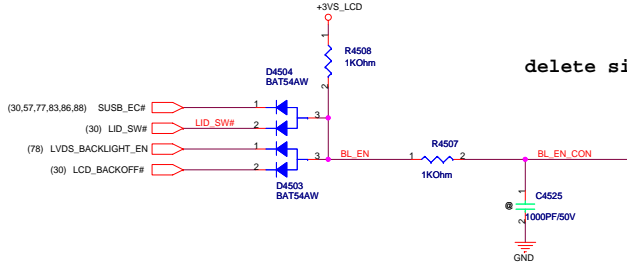 +3VS_LCD
1
R4508
1KOhm
2
delete si
D4504
BAT54AW
(30,57,77,83,86,88) SUSB_EC# 1
3
(30) LID_SW# LID_SW# 2
(78) LVDS_BACKLIGHT_EN 1
3 BL_EN 1 R4507 2 BL_EN_CON
1KOhm
(30) LCD_BACKOFF# 2
D4503
BAT54AW
1
C4525
@
1000PF/50V
2
GND